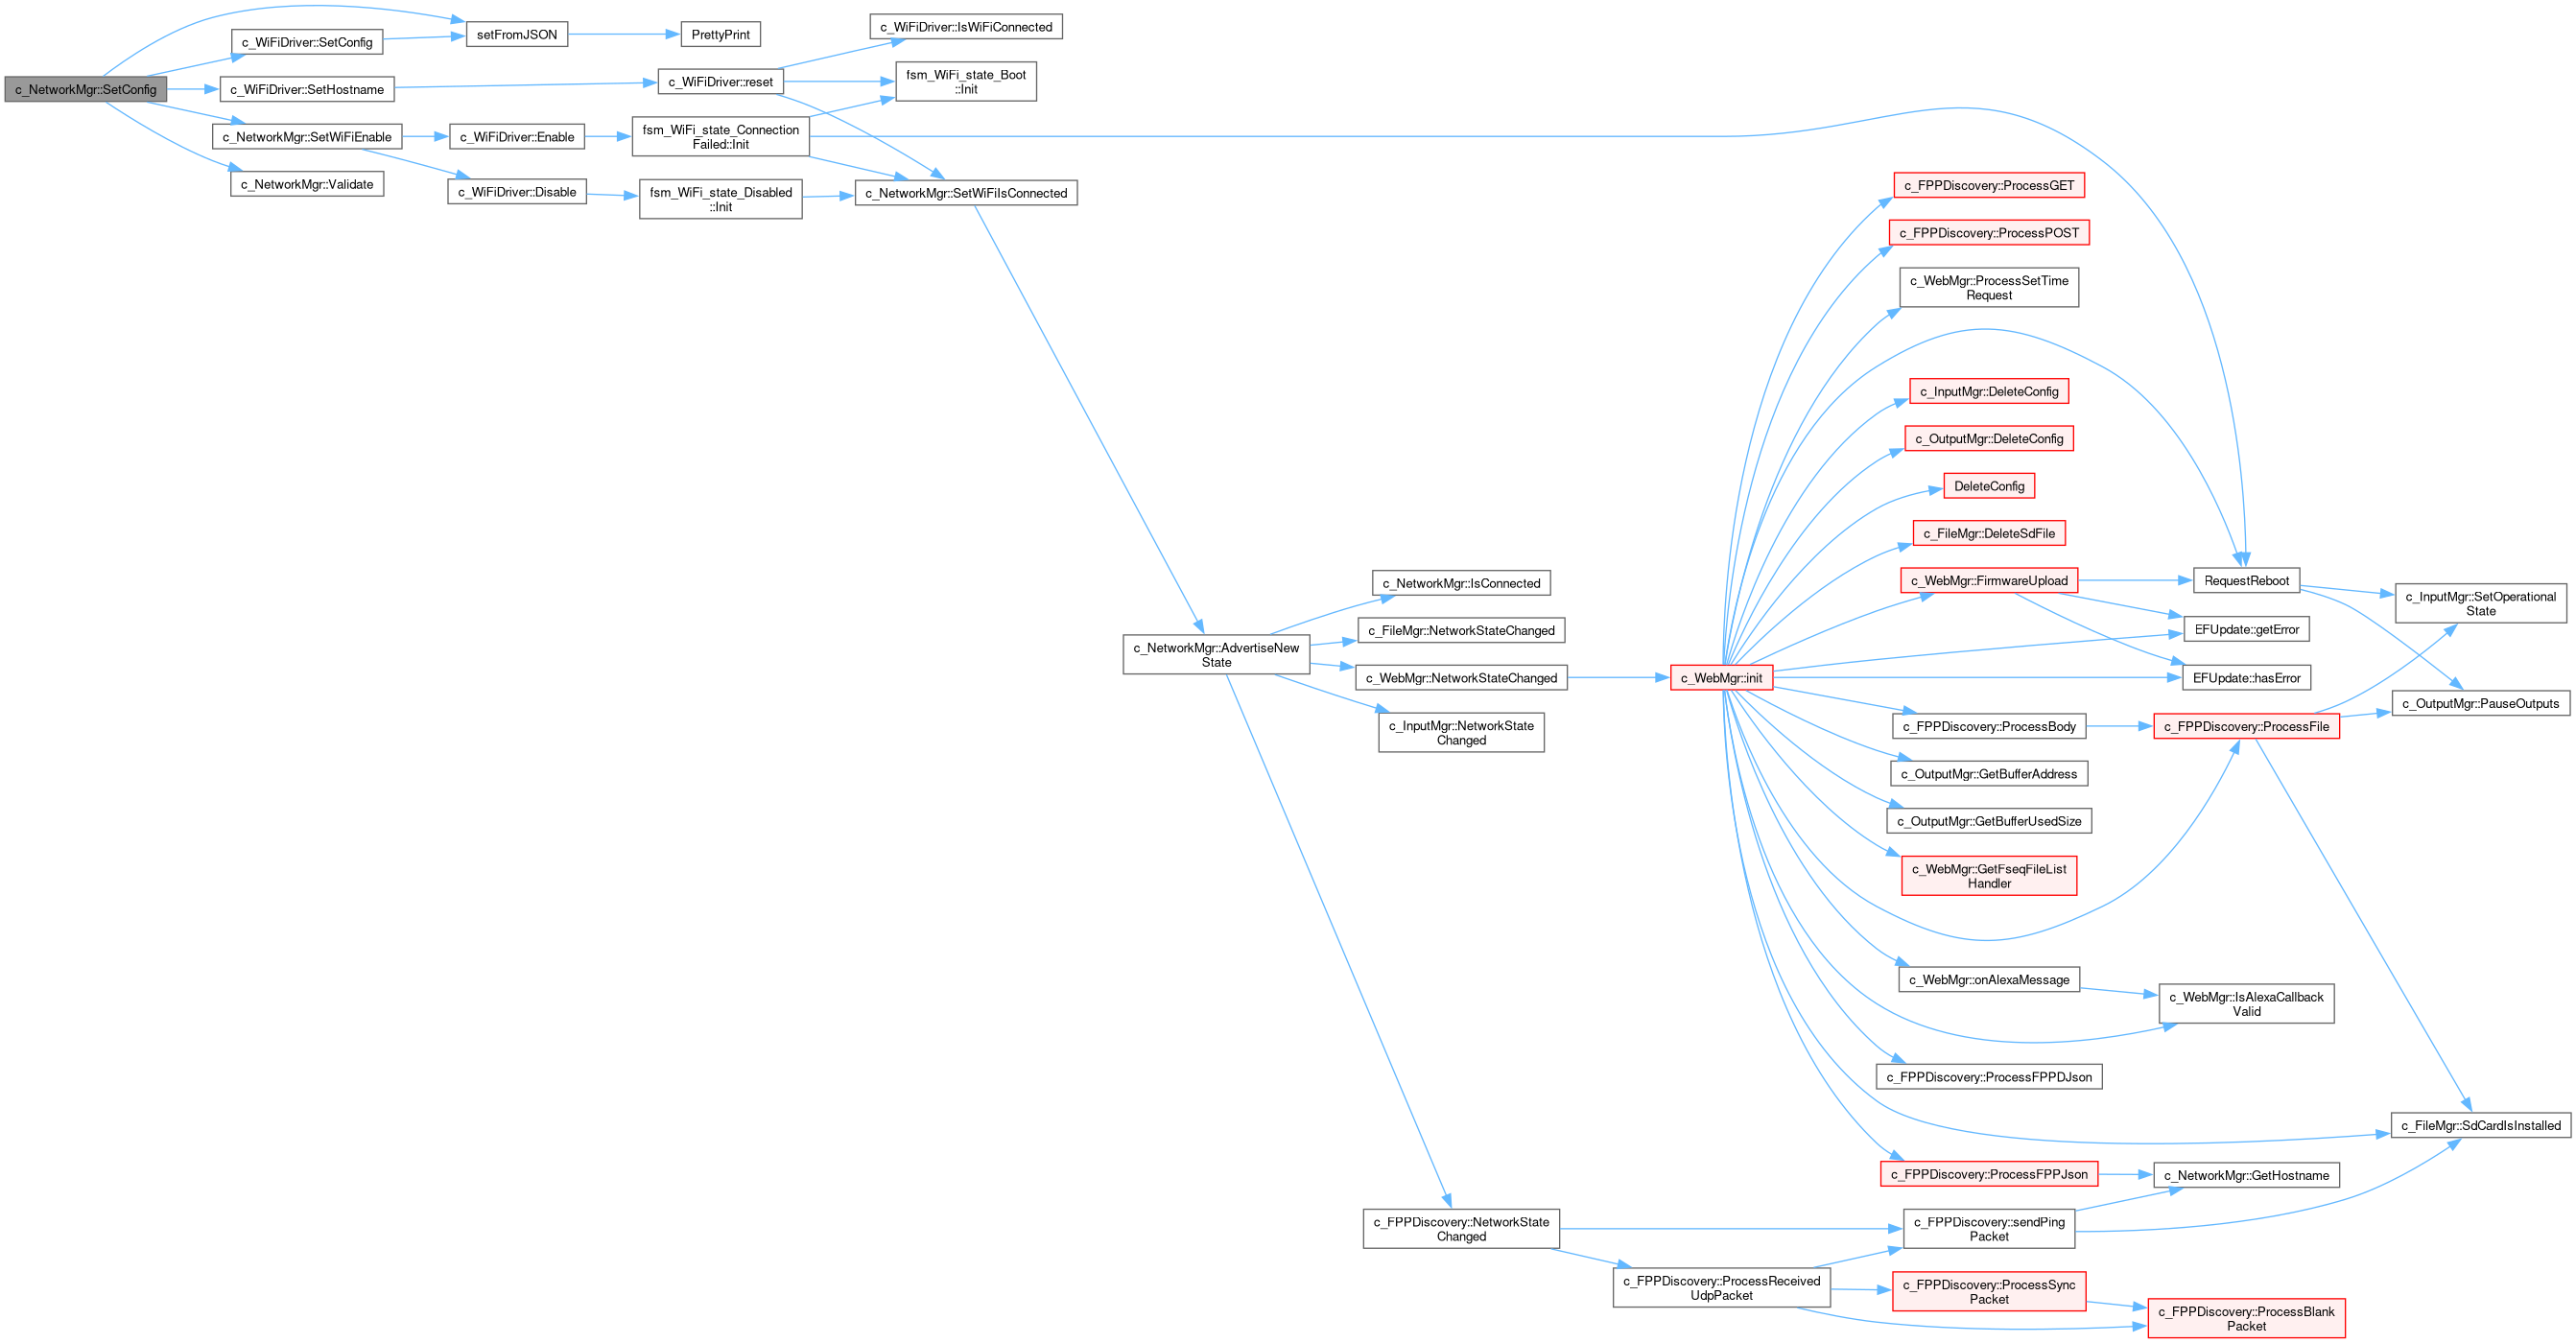 c_NetworkMgr::SetConfig
c_WiFiDriver::SetConfig
c_WiFiDriver::SetHostname
c_NetworkMgr::SetWiFiEnable
c_NetworkMgr::Validate
setFromJSON
c_WiFiDriver::Enable
c_WiFiDriver::Disable
PrettyPrint
c_WiFiDriver::reset
fsm_WiFi_state_Connection
Failed::Init
fsm_WiFi_state_Disabled
::Init
c_WiFiDriver::IsWiFiConnected
fsm_WiFi_state_Boot
::Init
c_NetworkMgr::SetWiFiIsConnected
c_NetworkMgr::AdvertiseNew
State
c_NetworkMgr::IsConnected
c_FileMgr::NetworkStateChanged
c_WebMgr::NetworkStateChanged
c_InputMgr::NetworkState
Changed
c_FPPDiscovery::NetworkState
Changed
c_WebMgr::init
c_FPPDiscovery::ProcessReceived
UdpPacket
c_FPPDiscovery::ProcessGET
c_FPPDiscovery::ProcessPOST
c_WebMgr::ProcessSetTime
Request
c_InputMgr::DeleteConfig
c_OutputMgr::DeleteConfig
DeleteConfig
c_FileMgr::DeleteSdFile
c_WebMgr::FirmwareUpload
c_FPPDiscovery::ProcessBody
c_OutputMgr::GetBufferAddress
c_OutputMgr::GetBufferUsedSize
c_WebMgr::GetFseqFileList
Handler
c_WebMgr::onAlexaMessage
c_FPPDiscovery::ProcessFPPDJson
c_FPPDiscovery::ProcessFPPJson
c_FPPDiscovery::sendPing
Packet
c_FPPDiscovery::ProcessSync
Packet
RequestReboot
EFUpdate::getError
EFUpdate::hasError
c_FPPDiscovery::ProcessFile
c_WebMgr::IsAlexaCallback
Valid
c_NetworkMgr::GetHostname
c_FPPDiscovery::ProcessBlank
Packet
c_InputMgr::SetOperational
State
c_OutputMgr::PauseOutputs
c_FileMgr::SdCardIsInstalled